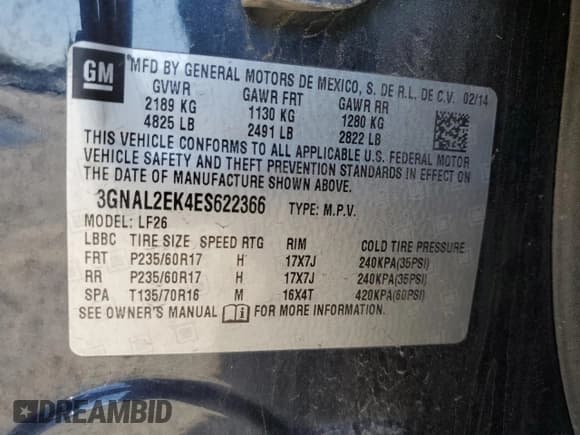 GM
MFD BY GENERAL MOTORS DE MEXICO, S. DE R.L. DE C.V. 02/14
GVWR GAWR FRT GAWR RR
2189 KG 1130 KG 1280 KG
4825 LB 2491 LB 2822 LB
THIS VEHICLE CONFORMS TO ALL APPLICABLE U.S. FEDERAL MOTOR
VEHICLE SAFETY AND THEFT PREVENTION STANDARDS IN EFFECT ON
THE DATE OF MANUFACTURE SHOWN ABOVE.
3GNAL2EK4ES622366 TYPE: M.P.V.
MODEL: LF26
LBBC TIRE SIZE SPEED RTG RIM COLD TIRE PRESSURE
FRT P235/60R17 H 17X7J 240KPA(35PSI)
RR P235/60R17 H 17X7J 240KPA(35PSI)
SPA T135/70R16 M 16X4T 420KPA(60PSI)
SEE OWNER'S MANUAL FOR MORE INFORMATION.
DREAMBID